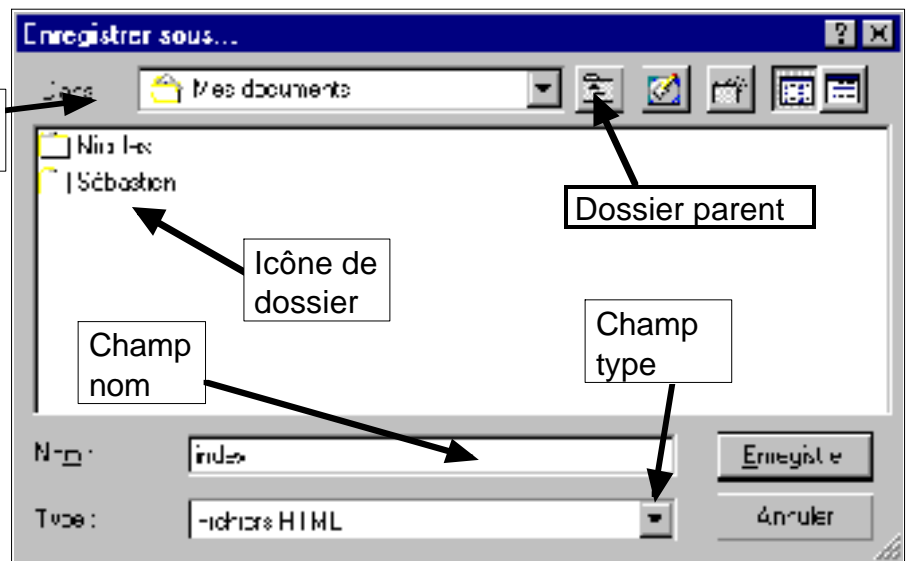 Enregistrer sous...
Dans
Mes documents
Nicolas
Sébastien
Dossier parent
Icône de
dossier
Champ
type
Champ
nom
Nom :
index
Enregistrer
Type :
Fichiers HTML
Annuler